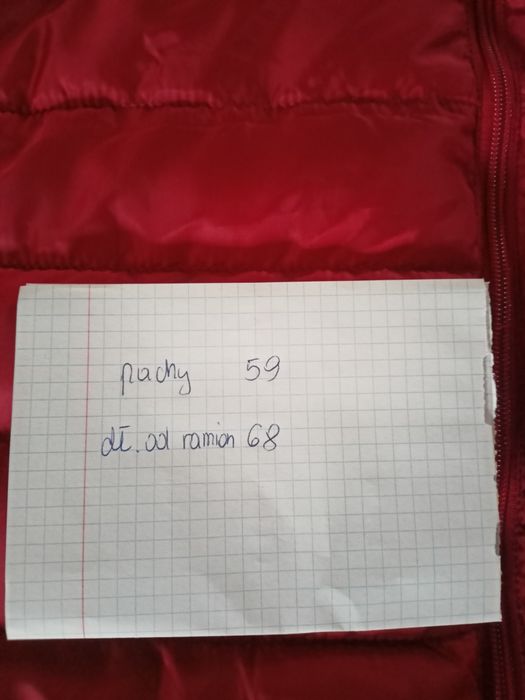 pachy 59
dł. od ramion 68